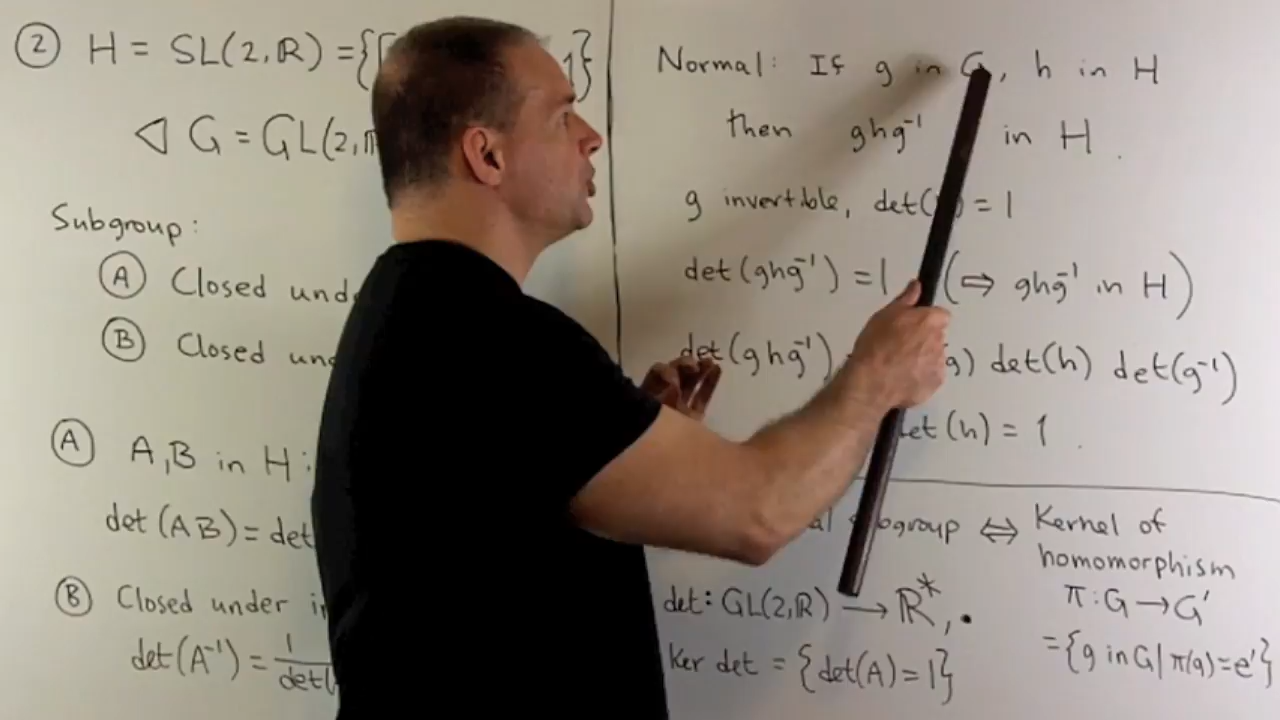 ② H = SL(2,ℝ) = {[ 1}
◁ G = GL(2,
Subgroup:
Ⓐ Closed
Ⓑ Closed
Ⓐ A,B in H:
det(AB) = det
Ⓑ Closed under
det(A⁻¹) = 1/det(
Normal: If g in G, h in H
then ghg⁻¹ in H.
g invertible, det( ) = 1
det(ghg⁻¹) = 1 (⇒ ghg⁻¹ in H)
det(ghg⁻¹) g) det(h) det(g⁻¹)
det(h) = 1.
subgroup ⇔ Kernel of
homomorphism
π: G → G'
= {g in G | π(g) = e'}
det: GL(2,ℝ) → ℝ*, •
Ker det = {det(A) = 1}